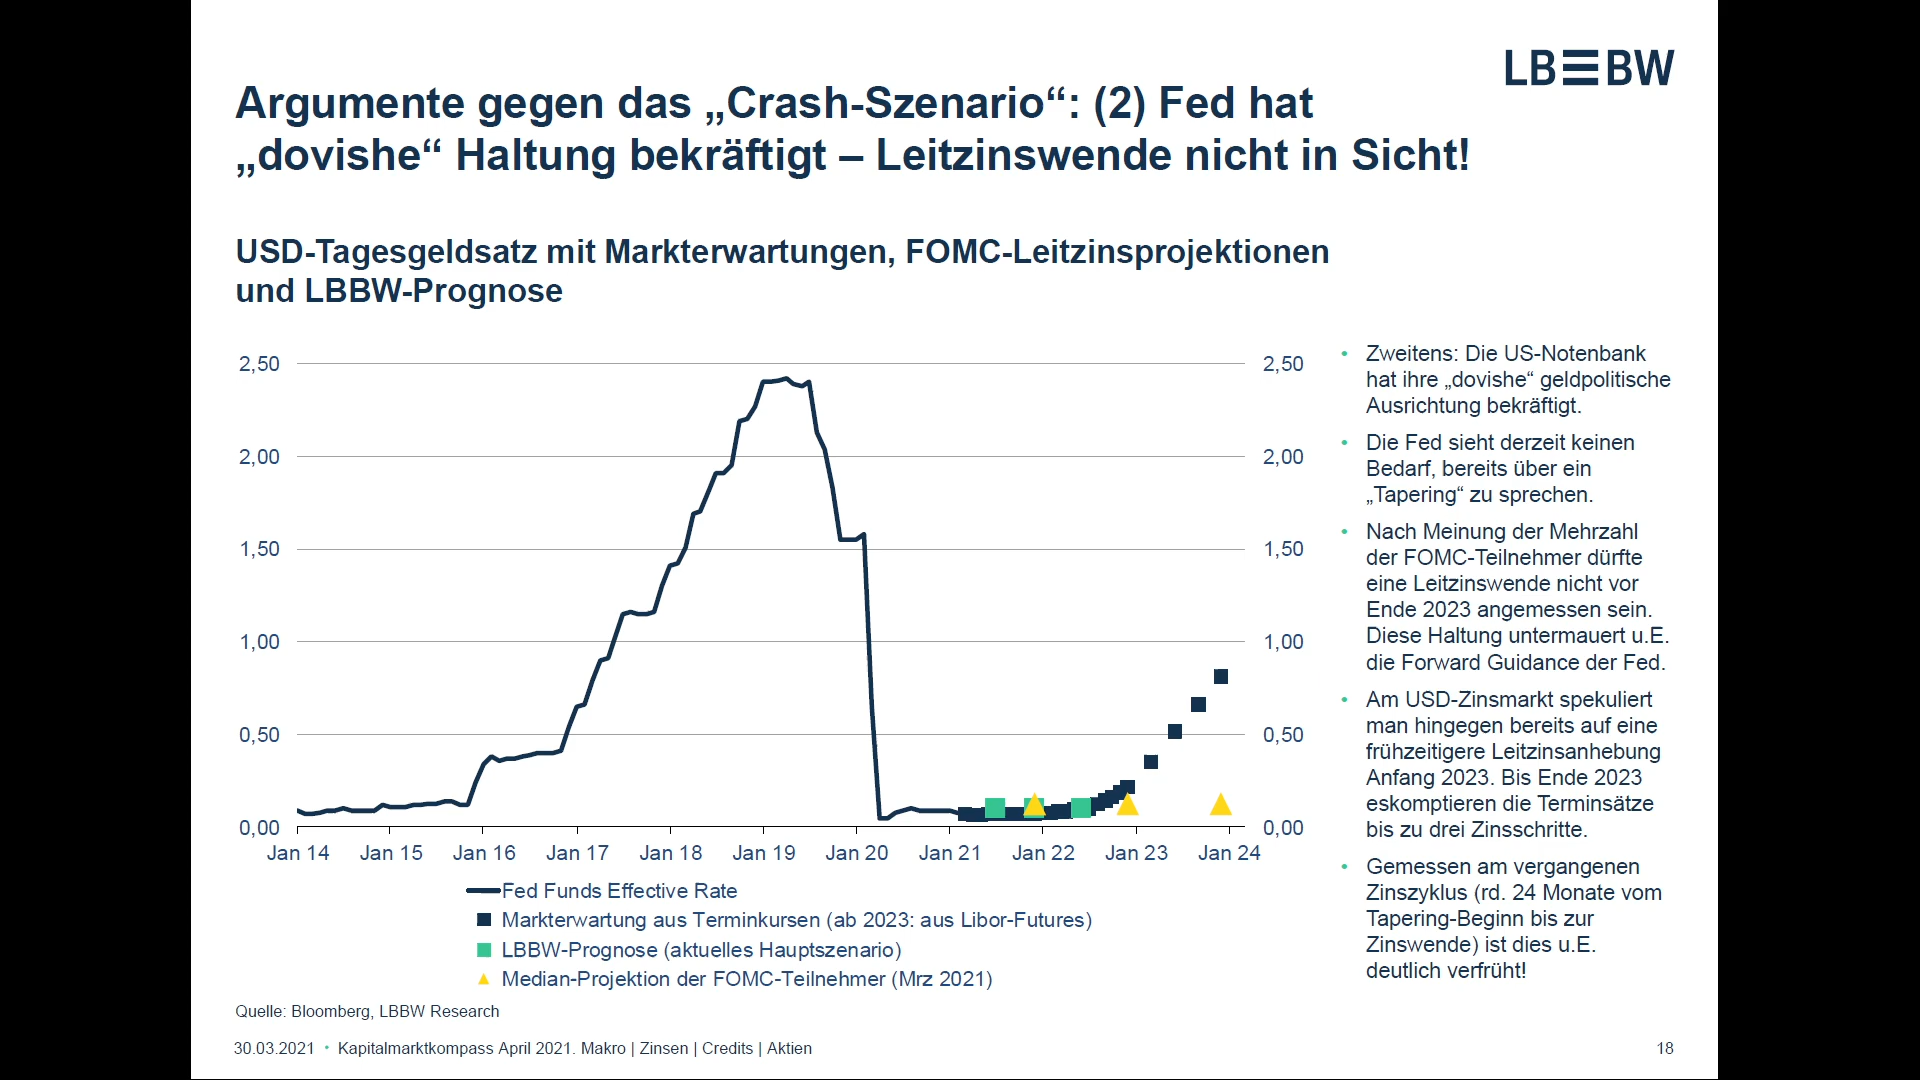 LBBW
Argumente gegen das „Crash-Szenario“: (2) Fed hat
„dovishe“ Haltung bekräftigt – Leitzinswende nicht in Sicht!
USD-Tagesgeldsatz mit Markterwartungen, FOMC-Leitzinsprojektionen
und LBBW-Prognose
2,50
2,00
1,50
1,00
0,50
0,00
2,50
2,00
1,50
1,00
0,50
0,00
Jan 14 Jan 15 Jan 16 Jan 17 Jan 18 Jan 19 Jan 20 Jan 21 Jan 22 Jan 23 Jan 24
Fed Funds Effective Rate
Markterwartung aus Terminkursen (ab 2023: aus Libor-Futures)
LBBW-Prognose (aktuelles Hauptszenario)
Median-Projektion der FOMC-Teilnehmer (Mrz 2021)
• Zweitens: Die US-Notenbank
hat ihre „dovishe“ geldpolitische
Ausrichtung bekräftigt.
• Die Fed sieht derzeit keinen
Bedarf, bereits über ein
„Tapering“ zu sprechen.
• Nach Meinung der Mehrzahl
der FOMC-Teilnehmer dürfte
eine Leitzinswende nicht vor
Ende 2023 angemessen sein.
Diese Haltung untermauert u.E.
die Forward Guidance der Fed.
• Am USD-Zinsmarkt spekuliert
man hingegen bereits auf eine
frühzeitigere Leitzinsanhebung
Anfang 2023. Bis Ende 2023
eskomptieren die Terminsätze
bis zu drei Zinsschritte.
• Gemessen am vergangenen
Zinszyklus (rd. 24 Monate vom
Tapering-Beginn bis zur
Zinswende) ist dies u.E.
deutlich verfrüht!
Quelle: Bloomberg, LBBW Research
30.03.2021 • Kapitalmarktkompass April 2021. Makro | Zinsen | Credits | Aktien
18